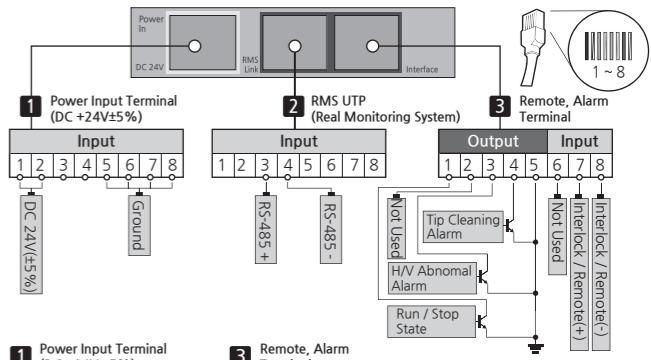 Power
In
DC 24V
RMS
Link
Interface
1 ~ 8
1 Power Input Terminal
(DC +24V±5%)
2 RMS UTP
(Real Monitoring System)
3 Remote, Alarm
Terminal
Input
1 2 3 4 5 6 7 8
DC 24V(±5%)
Ground
Input
1 2 3 4 5 6 7 8
RS-485 +
RS-485 -
Output Input
1 2 3 4 5 6 7 8
Not Used
Tip Cleaning
Alarm
H/V Abnomal
Alarm
Run / Stop
State
Not Used
Interlock / Remote(+)
Interlock / Remote(-)
1 Power Input Terminal
3 Remote, Alarm